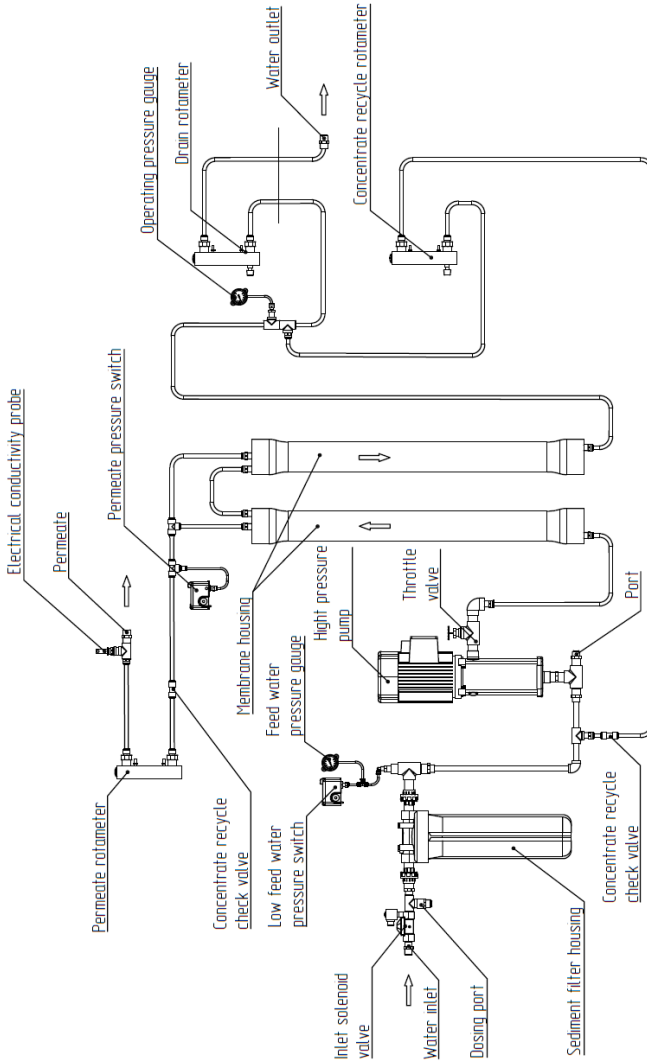 Electrical conductivity probe
Permeate
Permeate pressure switch
Operating pressure gauge
Drain rotameter
Water outlet
Concentrate recycle rotameter
Permeate rotameter
Concentrate recycle
check valve
Membrane housing
Low feed water
pressure switch
Feed water
pressure gauge
Hight pressure
pump
Throttle
valve
Port
Inlet solenoid
valve
Water inlet
Dosing port
Sediment filter housing
Concentrate recycle
check valve